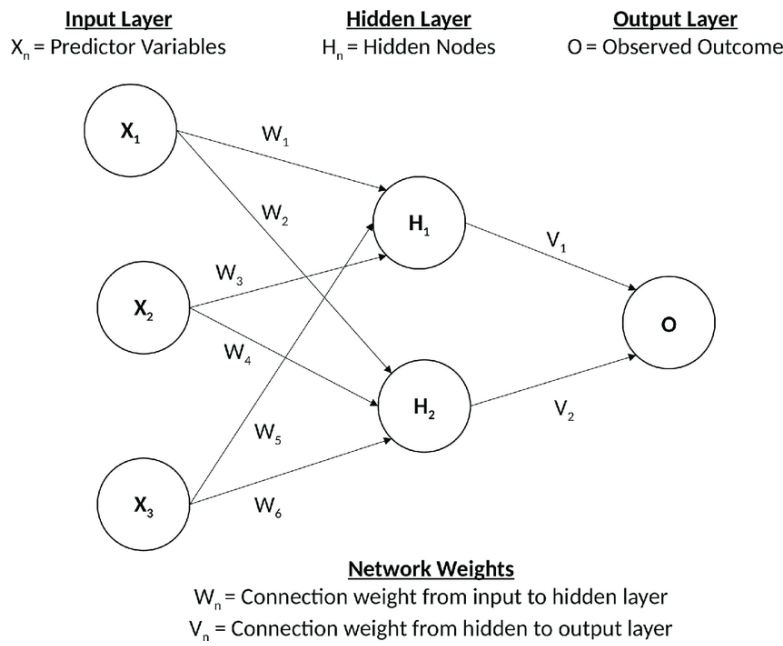 Input Layer
Hidden Layer
Output Layer
Xₙ = Predictor Variables
Hₙ = Hidden Nodes
O = Observed Outcome
X₁
W₁
W₂
H₁
V₁
W₃
X₂
O
W₄
H₂
V₂
W₅
X₃
W₆
Network Weights
Wₙ = Connection weight from input to hidden layer
Vₙ = Connection weight from hidden to output layer